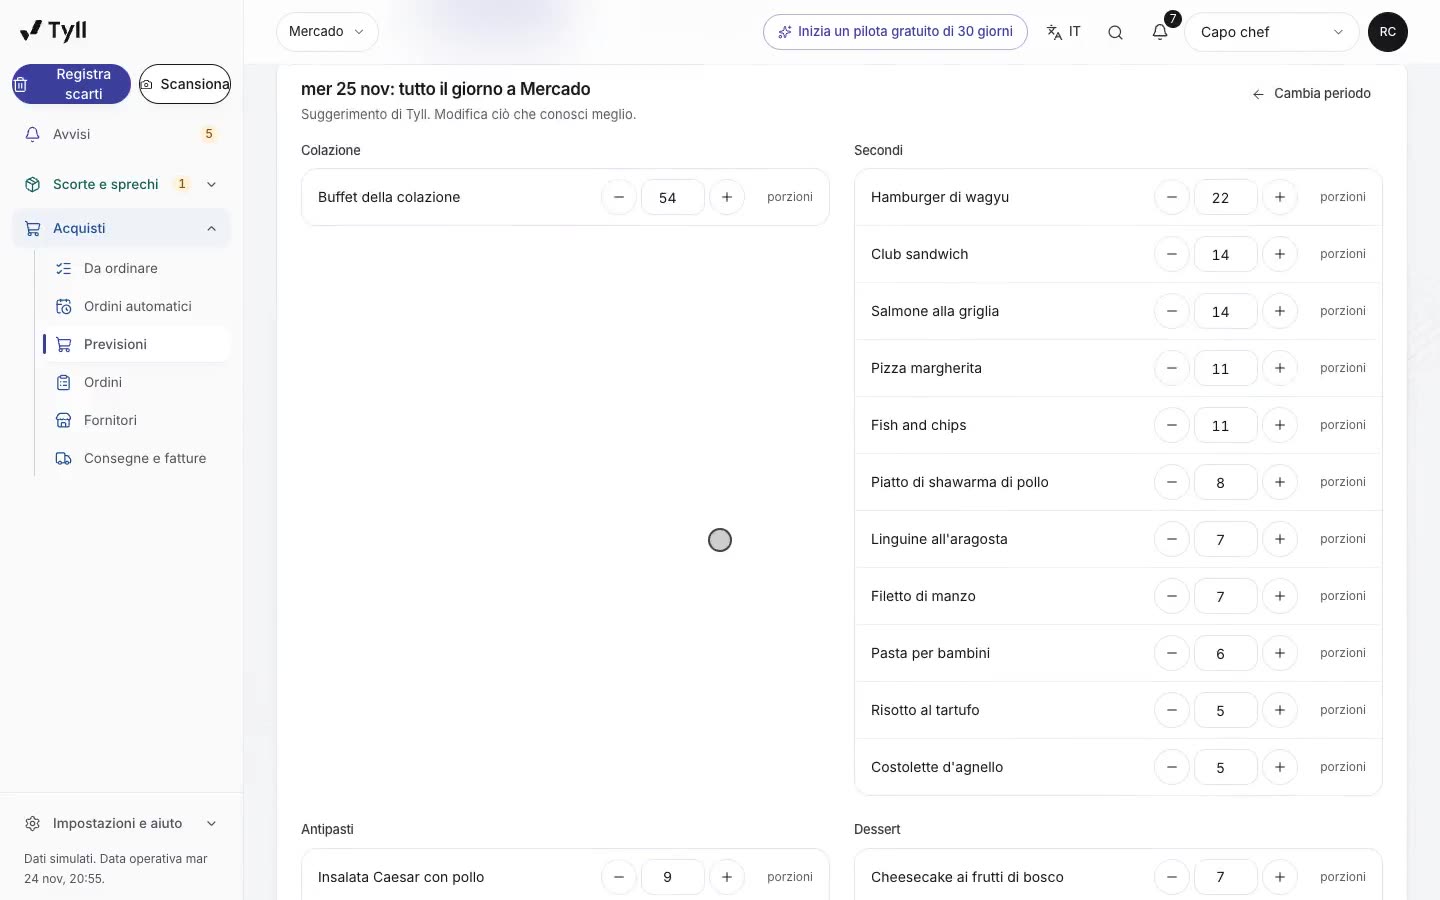 Tyll
Mercado
Inizia un pilota gratuito di 30 giorni
IT
7
Capo chef
RC
Registra scarti
Scansiona
Avvisi 5
Scorte e sprechi 1
Acquisti
Da ordinare
Ordini automatici
Previsioni
Ordini
Fornitori
Consegne e fatture
Impostazioni e aiuto
Dati simulati. Data operativa mar
24 nov, 20:55.
mer 25 nov: tutto il giorno a Mercado
Suggerimento di Tyll. Modifica ciò che conosci meglio.
← Cambia periodo
Colazione
Buffet della colazione − 54 + porzioni
Secondi
Hamburger di wagyu − 22 + porzioni
Club sandwich − 14 + porzioni
Salmone alla griglia − 14 + porzioni
Pizza margherita − 11 + porzioni
Fish and chips − 11 + porzioni
Piatto di shawarma di pollo − 8 + porzioni
Linguine all'aragosta − 7 + porzioni
Filetto di manzo − 7 + porzioni
Pasta per bambini − 6 + porzioni
Risotto al tartufo − 5 + porzioni
Costolette d'agnello − 5 + porzioni
Antipasti
Insalata Caesar con pollo − 9 + porzioni
Dessert
Cheesecake ai frutti di bosco − 7 + porzioni